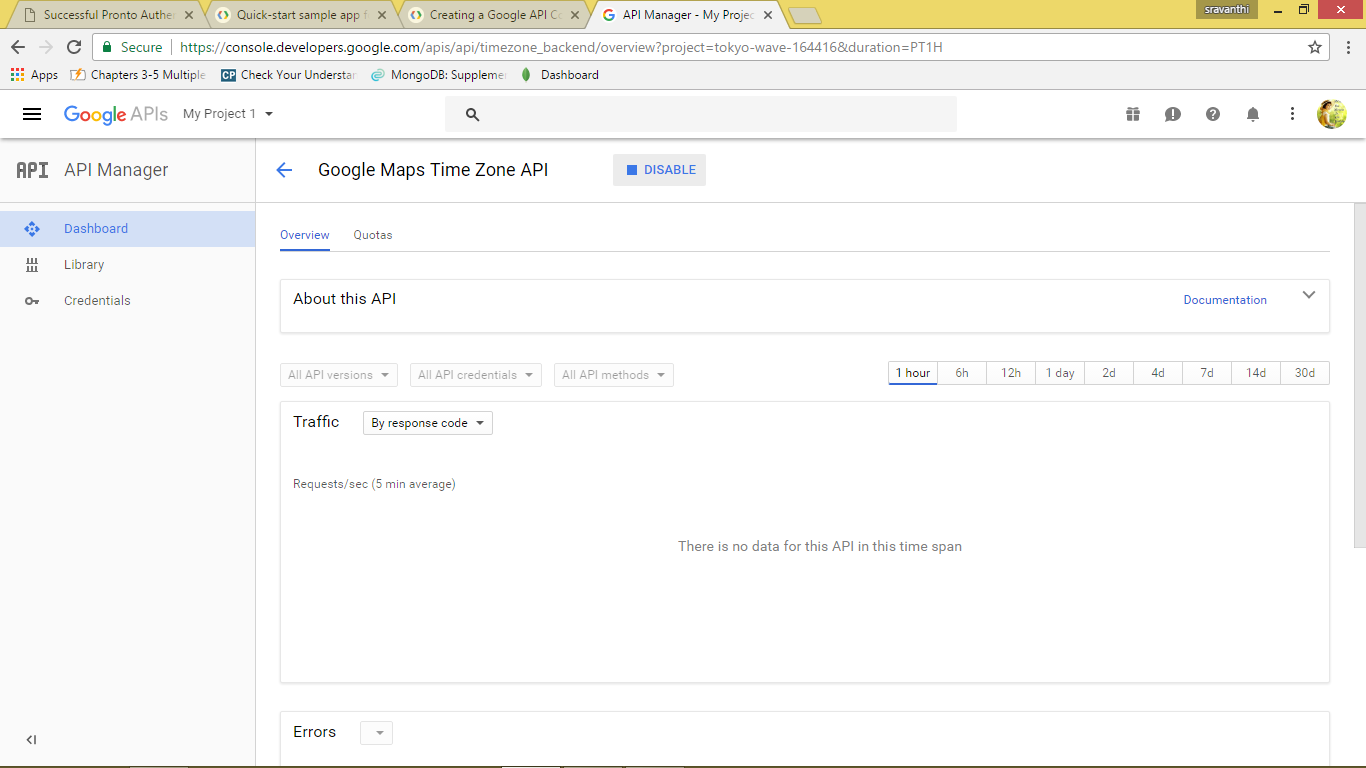 Successful Pronto Authe
Quick-start sample app f
Creating a Google API Co
API Manager - My Projec
sravanthi
Secure
https://console.developers.google.com/apis/api/timezone_backend/overview?project=tokyo-wave-164416&duration=PT1H
Apps
Chapters 3-5 Multiple
CP
Check Your Understan
MongoDB: Supplemen
Dashboard
Google APIs
My Project 1
API
API Manager
Google Maps Time Zone API
DISABLE
Dashboard
Library
Credentials
Overview
Quotas
About this API
Documentation
All API versions
All API credentials
All API methods
1 hour
6h
12h
1 day
2d
4d
7d
14d
30d
Traffic
By response code
Requests/sec (5 min average)
There is no data for this API in this time span
Errors